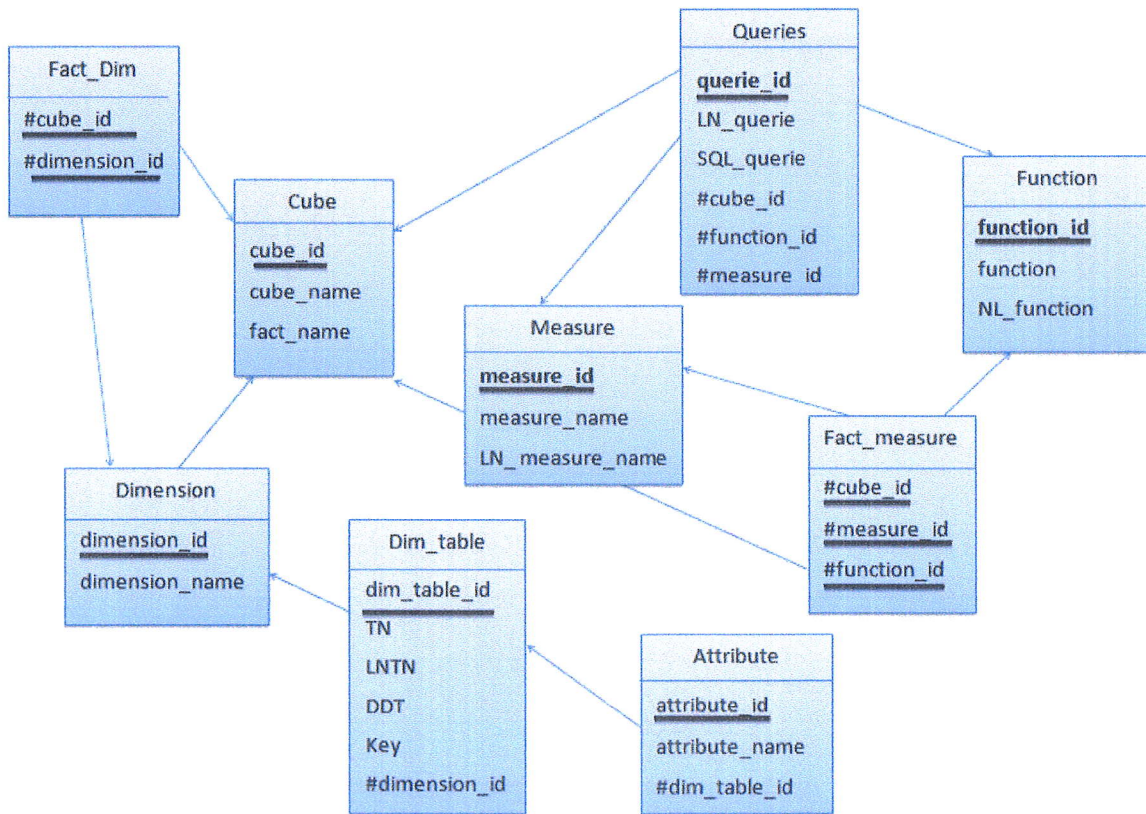 Fact_Dim
#cube_id
#dimension_id
Cube
cube_id
cube_name
fact_name
Queries
querie_id
LN_querie
SQL_querie
#cube_id
#function_id
#measure_id
Function
function_id
function
NL_function
Measure
measure_id
measure_name
LN_measure_name
Fact_measure
#cube_id
#measure_id
#function_id
Dimension
dimension_id
dimension_name
Dim_table
dim_table_id
TN
LNTN
DDT
Key
#dimension_id
Attribute
attribute_id
attribute_name
#dim_table_id